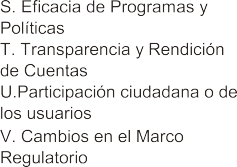 S. Eficacia de Programas y
Políticas
T. Transparencia y Rendición
de Cuentas
U.Participación ciudadana o de
los usuarios
V. Cambios en el Marco
Regulatorio